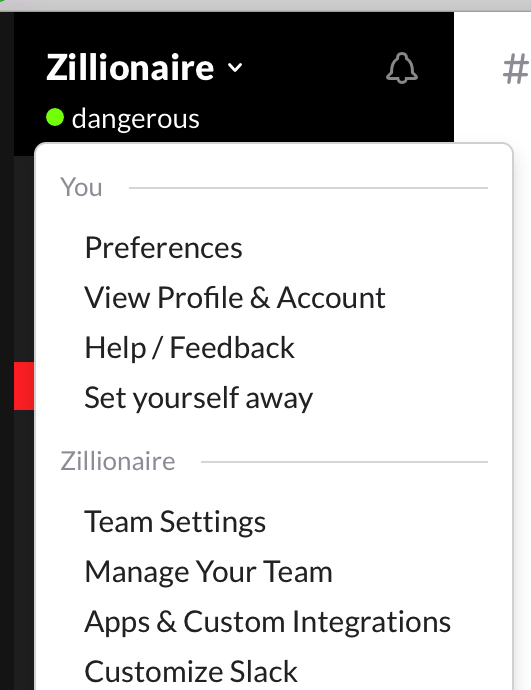 Zillionaire
#
dangerous
You
Preferences
View Profile & Account
Help / Feedback
Set yourself away
Zillionaire
Team Settings
Manage Your Team
Apps & Custom Integrations
Customize Slack